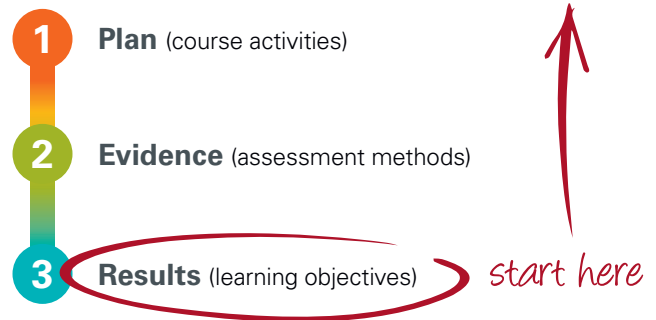 1 Plan (course activities)
2 Evidence (assessment methods)
3 Results (learning objectives) start here